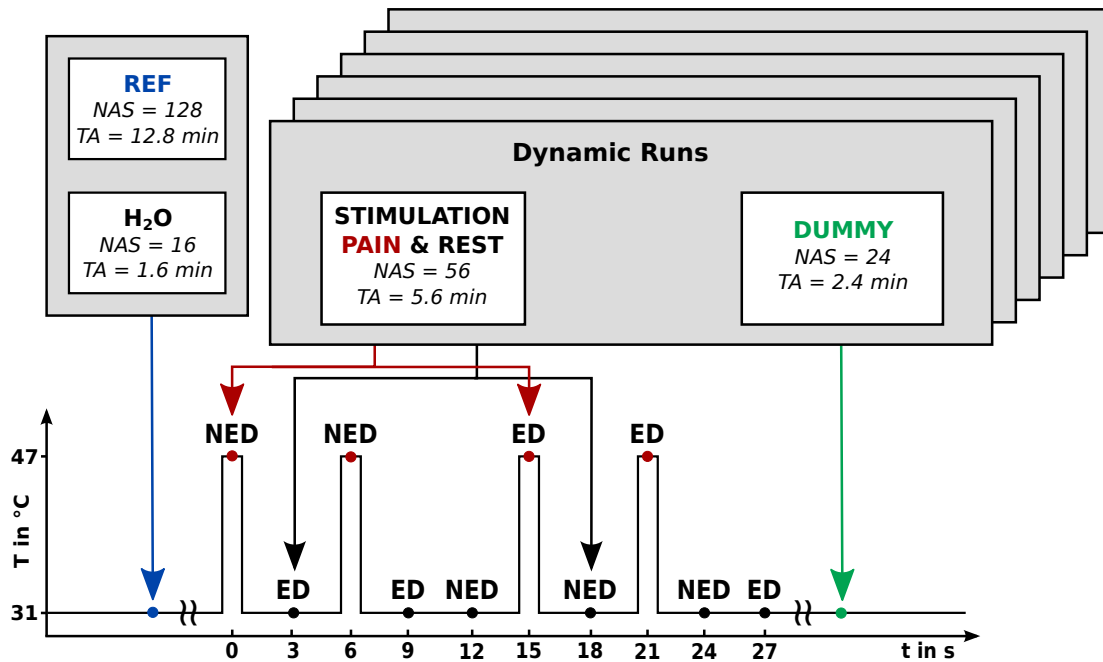 REF
NAS = 128
TA = 12.8 min
H₂O
NAS = 16
TA = 1.6 min
Dynamic Runs
STIMULATION
PAIN & REST
NAS = 56
TA = 5.6 min
DUMMY
NAS = 24
TA = 2.4 min
NED NED ED ED
47
T in °C
ED ED NED NED NED ED
31
0 3 6 9 12 15 18 21 24 27 t in s